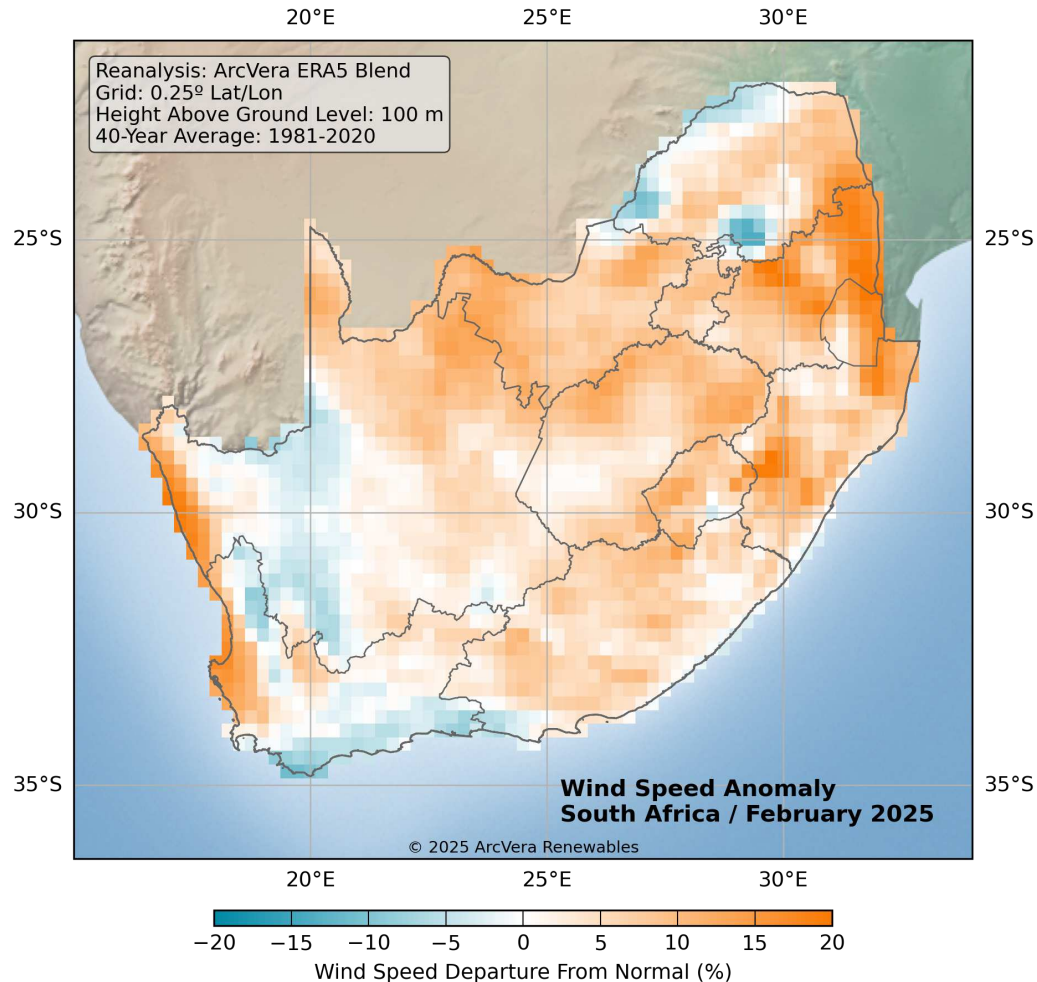 20°E 25°E 30°E
Reanalysis: ArcVera ERA5 Blend
Grid: 0.25º Lat/Lon
Height Above Ground Level: 100 m
40-Year Average: 1981-2020
25°S 25°S
30°S 30°S
35°S 35°S
Wind Speed Anomaly
South Africa / February 2025
© 2025 ArcVera Renewables
20°E 25°E 30°E
−20 −15 −10 −5 0 5 10 15 20
Wind Speed Departure From Normal (%)